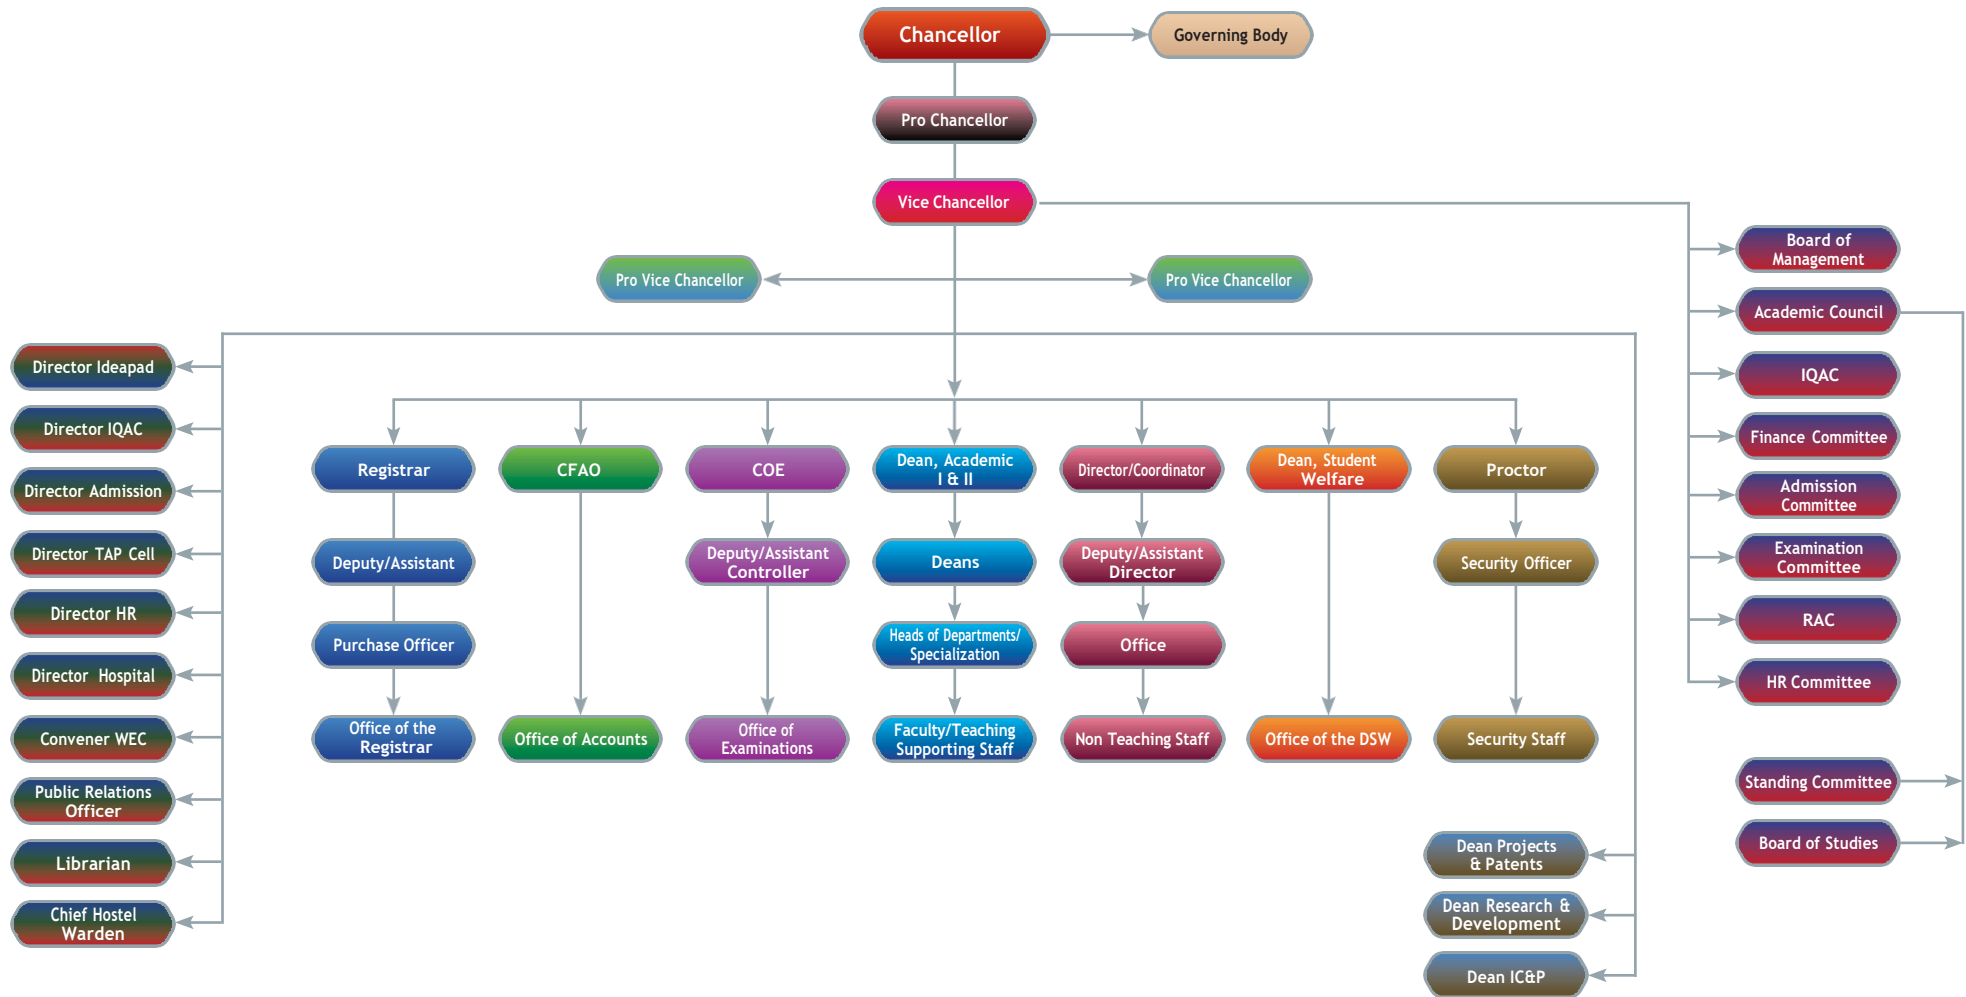 Chancellor
Governing Body
Pro Chancellor
Vice Chancellor
Pro Vice Chancellor
Pro Vice Chancellor
Board of
Management
Academic Council
IQAC
Finance Committee
Admission
Committee
Examination
Committee
RAC
HR Committee
Standing Committee
Board of Studies
Director Ideapad
Director IQAC
Director Admission
Director TAP Cell
Director HR
Director Hospital
Convener WEC
Public Relations
Officer
Librarian
Chief Hostel
Warden
Registrar
Deputy/Assistant
Purchase Officer
Office of the
Registrar
CFAO
Office of Accounts
COE
Deputy/Assistant
Controller
Office of
Examinations
Dean, Academic
I & II
Deans
Heads of Departments/
Specialization
Faculty/Teaching
Supporting Staff
Director/Coordinator
Deputy/Assistant
Director
Office
Non Teaching Staff
Dean, Student
Welfare
Office of the DSW
Proctor
Security Officer
Security Staff
Dean Projects
& Patents
Dean Research &
Development
Dean IC&P